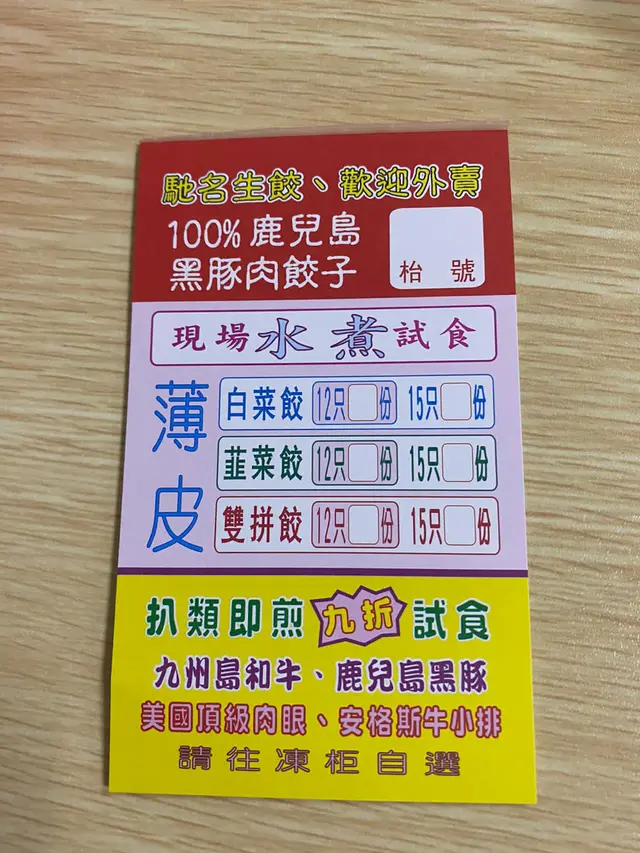 馳名生餃、歡迎外賣
100%鹿兒島
黑豚肉餃子
枱 號
現場水煮試食
薄皮
白菜餃 12只 份 15只 份
韮菜餃 12只 份 15只 份
雙拼餃 12只 份 15只 份
扒類即煎九折試食
九州島和牛、鹿兒島黑豚
美國頂級肉眼、安格斯牛小排
請往凍柜自選